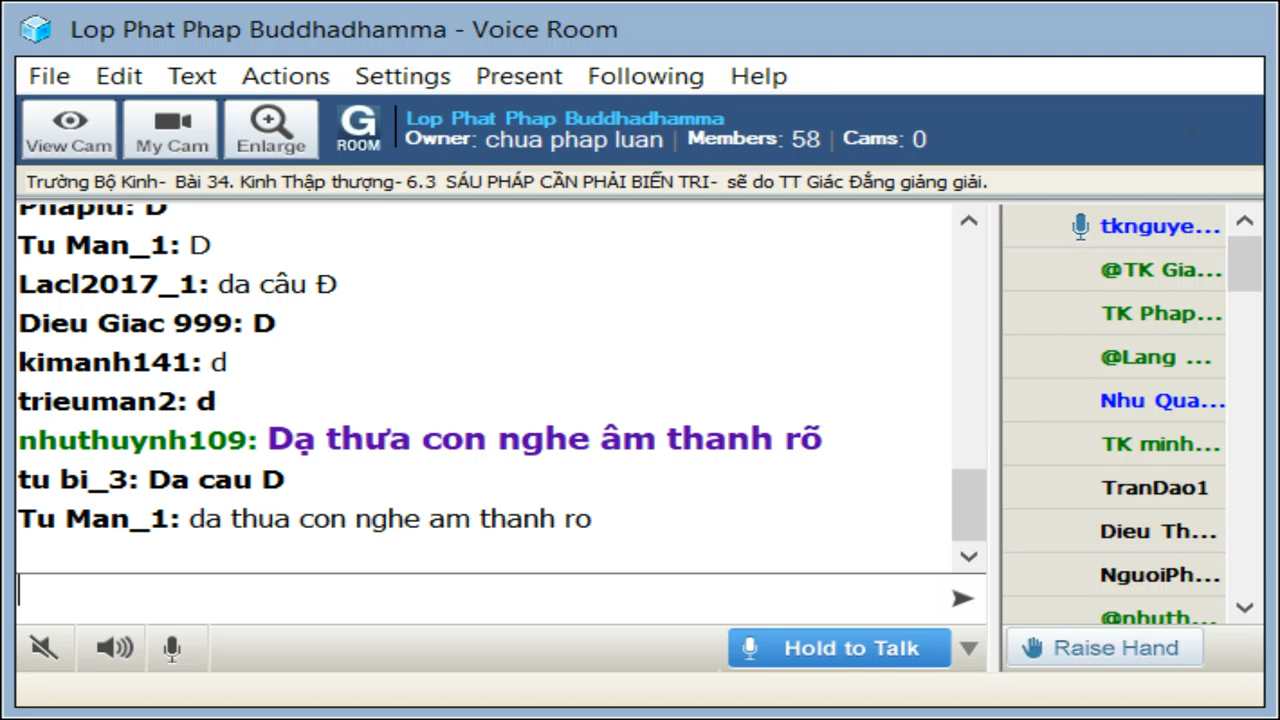 Lop Phat Phap Buddhadhamma - Voice Room
File Edit Text Actions Settings Present Following Help
View Cam My Cam Enlarge G ROOM
Lop Phat Phap Buddhadhamma
Owner: chua phap luan | Members: 58 | Cams: 0
Trường Bộ Kinh- Bài 34. Kinh Thập thượng- 6.3 SÁU PHÁP CẦN PHẢI BIẾN TRI- sẽ do TT Giác Đẳng giảng giải.
Phaplu: D
Tu Man_1: D
Lacl2017_1: da câu Đ
Dieu Giac 999: D
kimanh141: d
trieuman2: d
nhuthuynh109: Dạ thưa con nghe âm thanh rõ
tu bi_3: Da cau D
Tu Man_1: da thua con nghe am thanh ro
tknguye...
@TK Gia...
TK Phap...
@Lang ...
Nhu Qua...
TK minh...
TranDao1
Dieu Th...
NguoiPh...
@nhuth...
Hold to Talk
Raise Hand